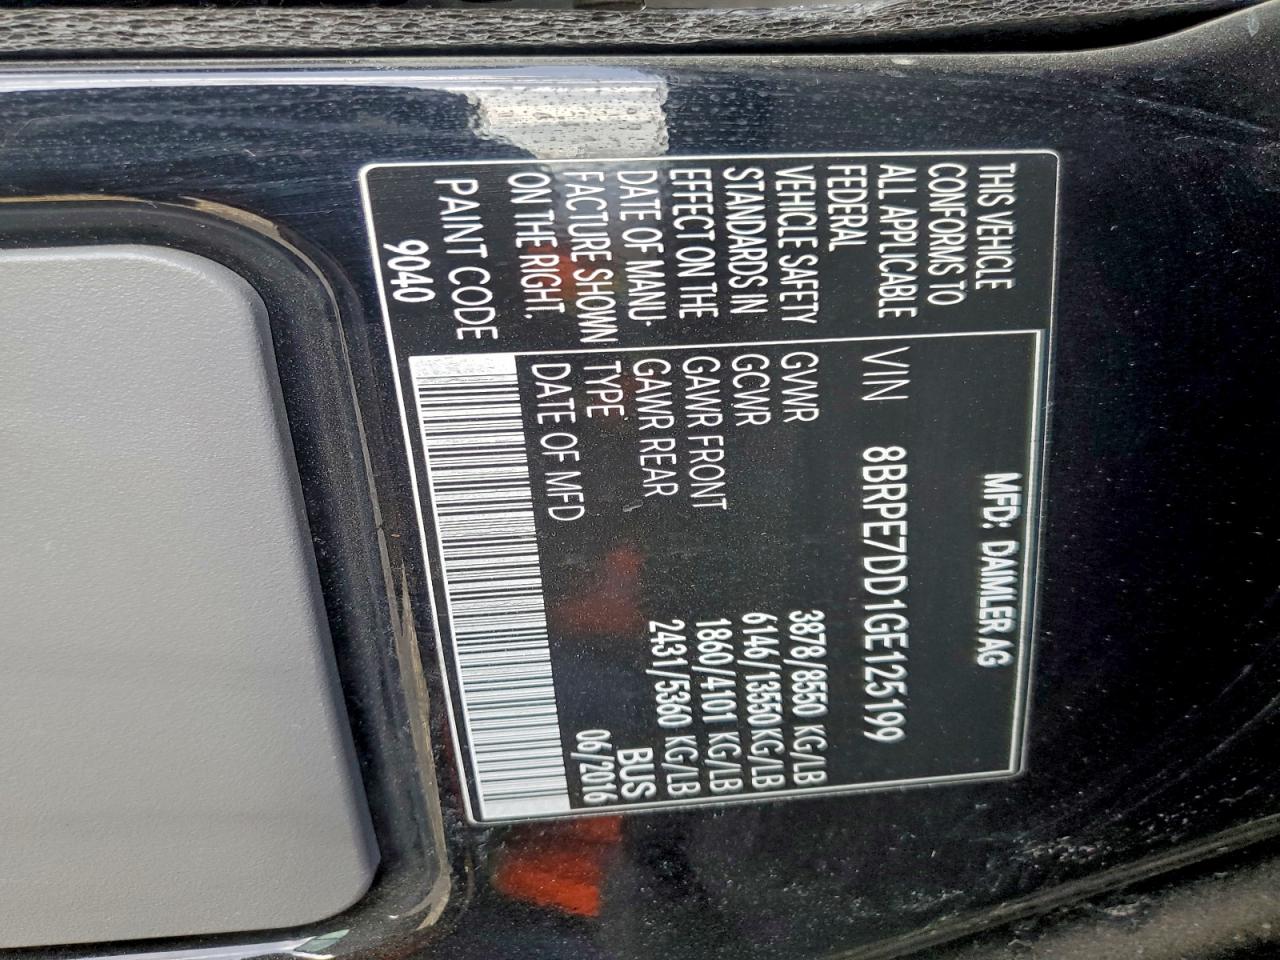 THIS VEHICLE
CONFORMS TO
ALL APPLICABLE
FEDERAL
VEHICLE SAFETY
STANDARDS IN
EFFECT ON THE
DATE OF MANU-
FACTURE SHOWN
ON THE RIGHT.
PAINT CODE
9040
MFD: DAIMLER AG
VIN 8BRPE7DD1GE125199
GVWR 3878/8550 KG/LB
GCWR 6146/13550KG/LB
GAWR FRONT 1860/4101 KG/LB
GAWR REAR 2431/5360 KG/LB
TYPE BUS
DATE OF MFD 06/2016